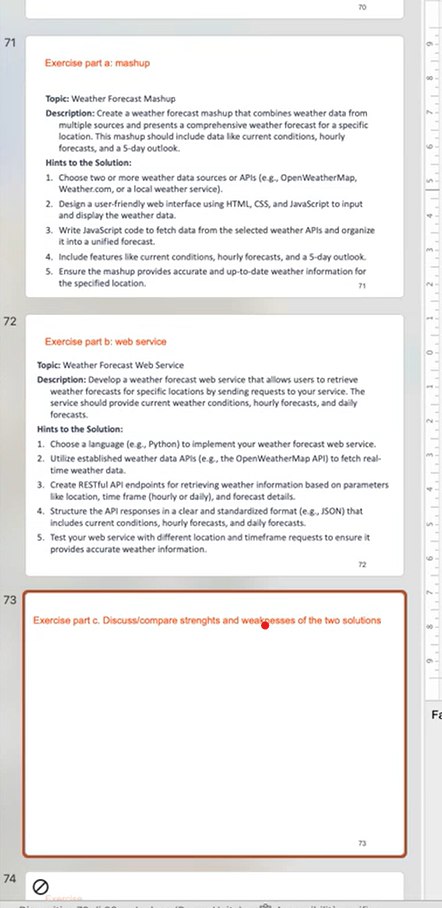 70
71
Exercise part a: mashup
Topic: Weather Forecast Mashup
Description: Create a weather forecast mashup that combines weather data from
multiple sources and presents a comprehensive weather forecast for a specific
location. This mashup should include data like current conditions, hourly
forecasts, and a 5-day outlook.
Hints to the Solution:
1. Choose two or more weather data sources or APIs (e.g., OpenWeatherMap,
Weather.com, or a local weather service).
2. Design a user-friendly web interface using HTML, CSS, and JavaScript to input
and display the weather data.
3. Write JavaScript code to fetch data from the selected weather APIs and organize
it into a unified forecast.
4. Include features like current conditions, hourly forecasts, and a 5-day outlook.
5. Ensure the mashup provides accurate and up-to-date weather information for
the specified location.
71
72
Exercise part b: web service
Topic: Weather Forecast Web Service
Description: Develop a weather forecast web service that allows users to retrieve
weather forecasts for specific locations by sending requests to your service. The
service should provide current weather conditions, hourly forecasts, and daily
forecasts.
Hints to the Solution:
1. Choose a language (e.g., Python) to implement your weather forecast web service.
2. Utilize established weather data APIs (e.g., the OpenWeatherMap API) to fetch real-
time weather data.
3. Create RESTful API endpoints for retrieving weather information based on parameters
like location, time frame (hourly or daily), and forecast details.
4. Structure the API responses in a clear and standardized format (e.g., JSON) that
includes current conditions, hourly forecasts, and daily forecasts.
5. Test your web service with different location and timeframe requests to ensure it
provides accurate weather information.
72
73
Exercise part c. Discuss/compare strenghts and weaknesses of the two solutions
73
74